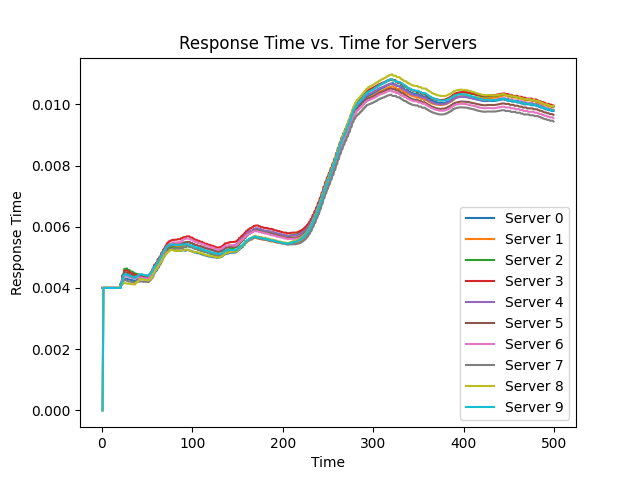 Response Time vs. Time for Servers
Response Time
0.010
0.008
0.006
0.004
0.002
0.000
0
100
200
300
400
500
Time
Server 0
Server 1
Server 2
Server 3
Server 4
Server 5
Server 6
Server 7
Server 8
Server 9